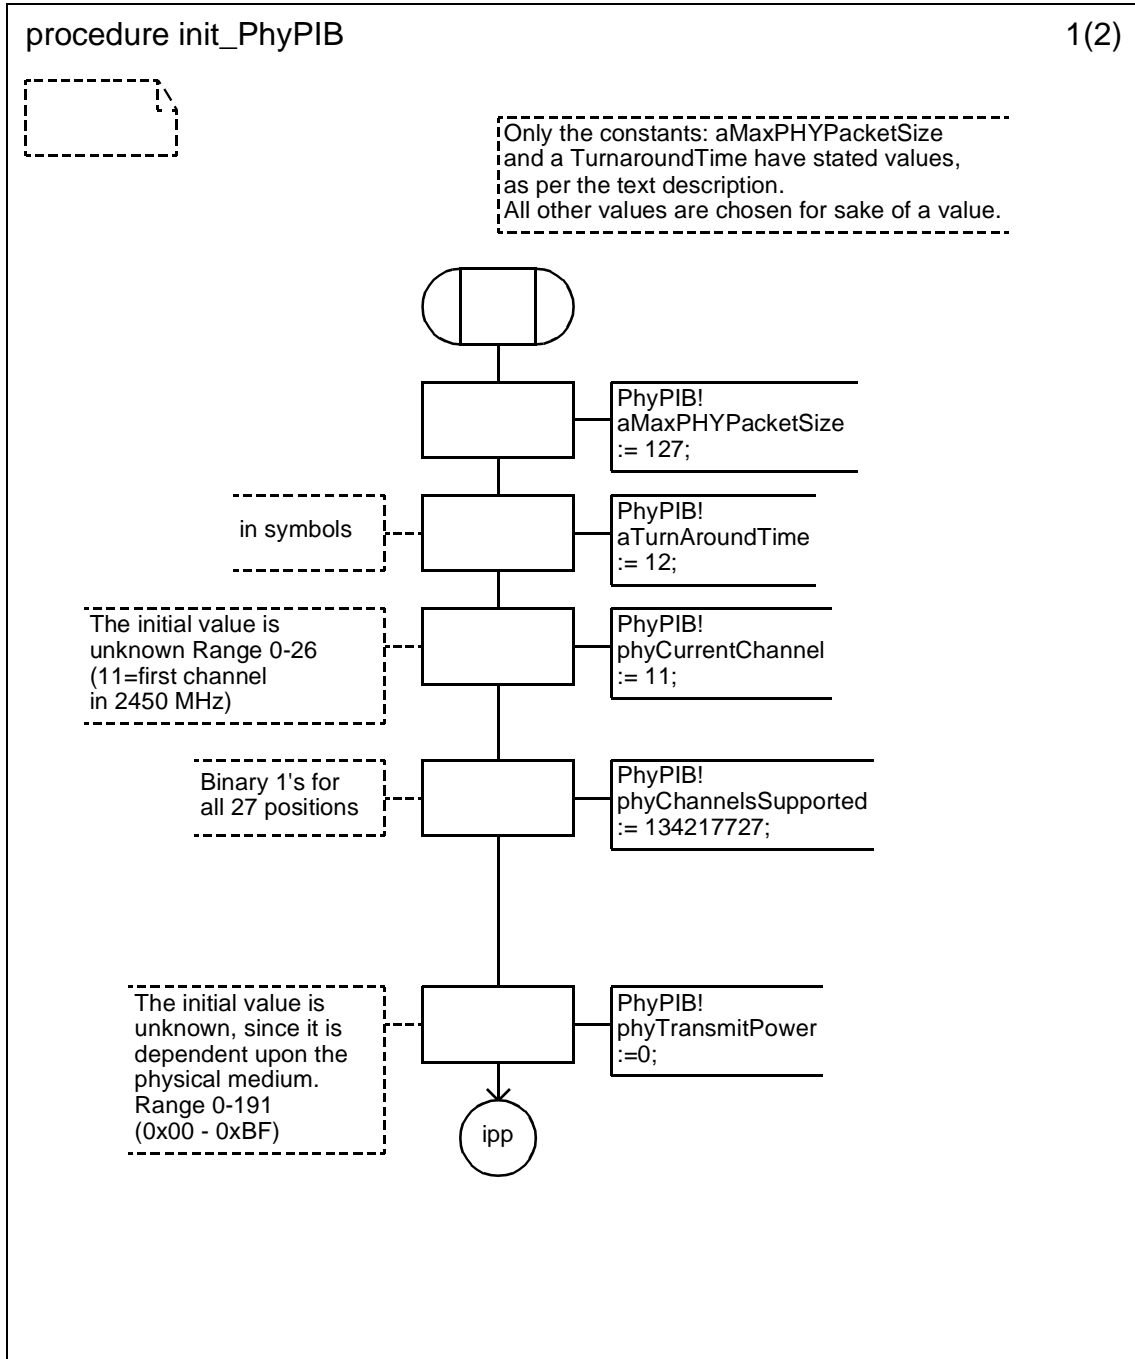 procedure init_PhyPIB
1(2)
Only the constants: aMaxPHYPacketSize
and a TurnaroundTime have stated values,
as per the text description.
All other values are chosen for sake of a value.
PhyPIB!
aMaxPHYPacketSize
:= 127;
in symbols
PhyPIB!
aTurnAroundTime
:= 12;
The initial value is
unknown Range 0-26
(11=first channel
in 2450 MHz)
PhyPIB!
phyCurrentChannel
:= 11;
Binary 1's for
all 27 positions
PhyPIB!
phyChannelsSupported
:= 134217727;
The initial value is
unknown, since it is
dependent upon the
physical medium.
Range 0-191
(0x00 - 0xBF)
PhyPIB!
phyTransmitPower
:=0;
ipp